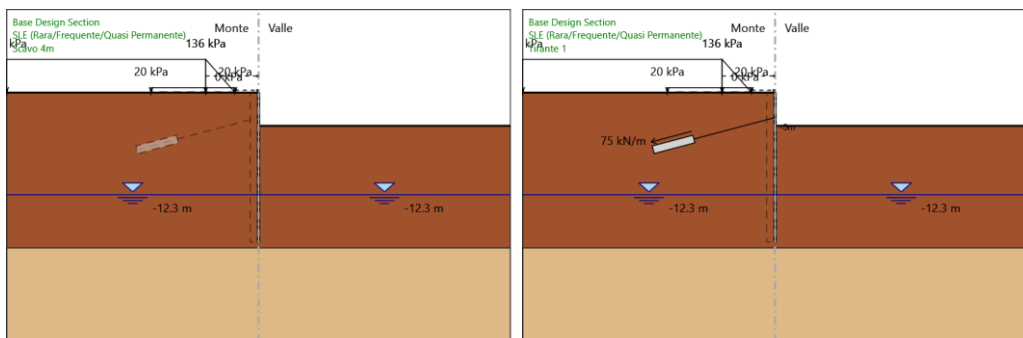 Base Design Section
SLE (Rara/Frequente/Quasi Permanente)
Scavo 4m
Monte
Valle
kPa
136 kPa
20 kPa
20 kPa
0 kPa
-12.3 m
-12.3 m
Base Design Section
SLE (Rara/Frequente/Quasi Permanente)
Tirante 1
Monte
Valle
kPa
136 kPa
20 kPa
20 kPa
0 kPa
-3m
75 kN/m
-12.3 m
-12.3 m